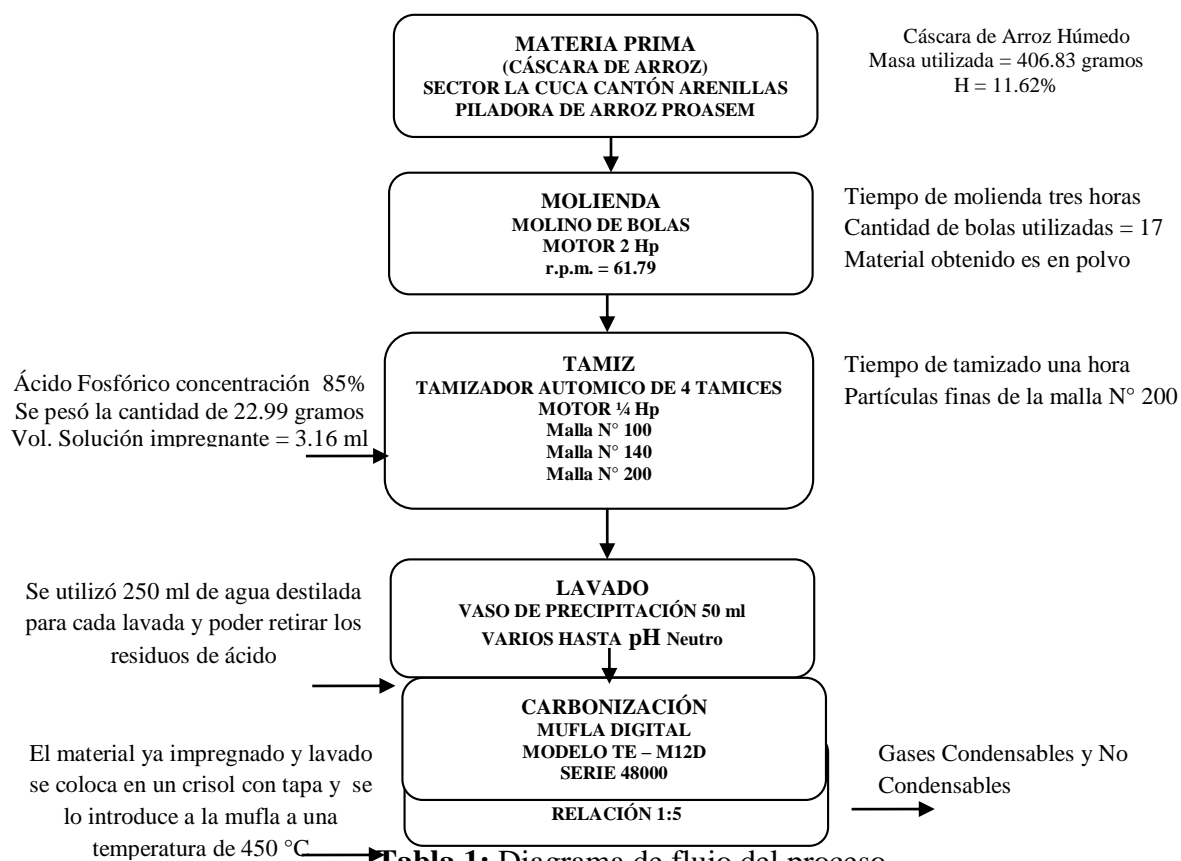 MATERIA PRIMA
(CÁSCARA DE ARROZ)
SECTOR LA CUCA CANTÓN ARENILLAS
PILADORA DE ARROZ PROASEM
Cáscara de Arroz Húmedo
Masa utilizada = 406.83 gramos
H = 11.62%
MOLIENDA
MOLINO DE BOLAS
MOTOR 2 Hp
r.p.m. = 61.79
Tiempo de molienda tres horas
Cantidad de bolas utilizadas = 17
Material obtenido es en polvo
Ácido Fosfórico concentración 85%
Se pesó la cantidad de 22.99 gramos
Vol. Solución impregnante = 3.16 ml
TAMIZ
TAMIZADOR AUTOMICO DE 4 TAMICES
MOTOR ¼ Hp
Malla N° 100
Malla N° 140
Malla N° 200
Tiempo de tamizado una hora
Partículas finas de la malla N° 200
Se utilizó 250 ml de agua destilada
para cada lavada y poder retirar los
residuos de ácido
LAVADO
VASO DE PRECIPITACIÓN 50 ml
VARIOS HASTA pH Neutro
El material ya impregnado y lavado
se coloca en un crisol con tapa y se
lo introduce a la mufla a una
temperatura de 450 °C
CARBONIZACIÓN
MUFLA DIGITAL
MODELO TE – M12D
SERIE 48000
RELACIÓN 1:5
Gases Condensables y No
Condensables
Tabla 1: Diagrama de flujo del proceso